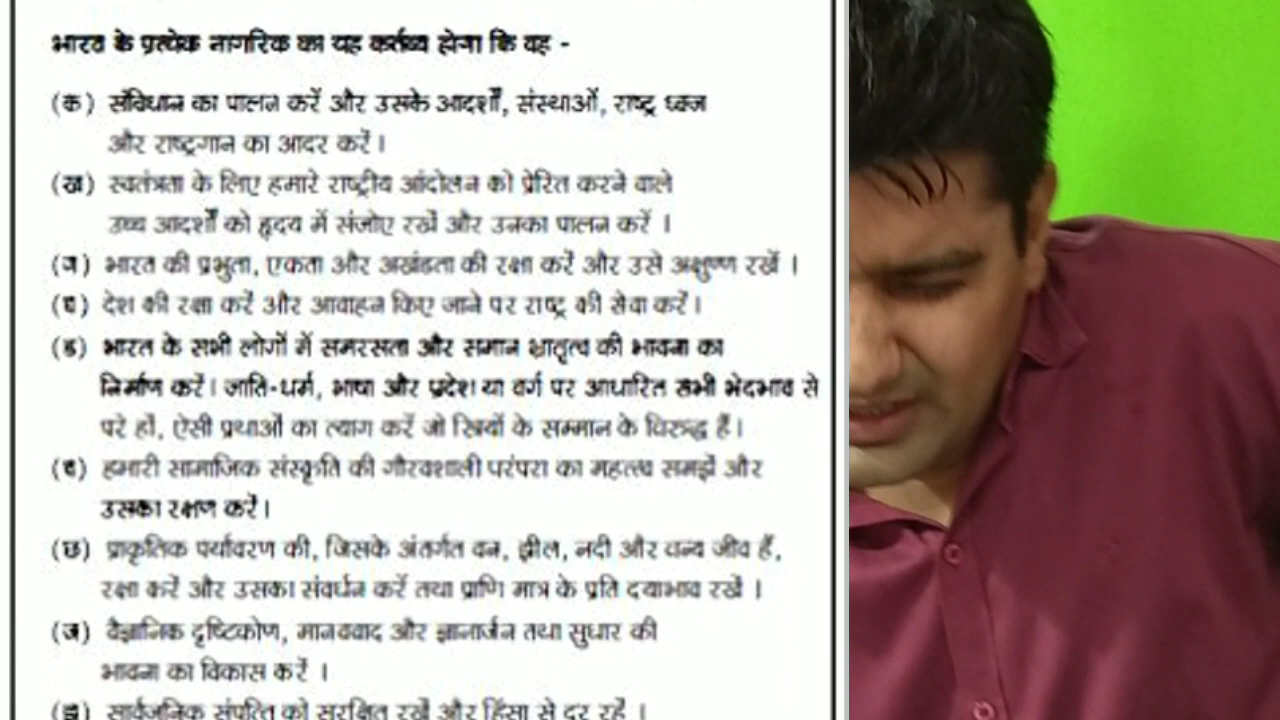 भारत के प्रत्येक नागरिक का यह कर्तव्य होगा कि वह -
(क) संविधान का पालन करें और उसके आदर्शों, संस्थाओं, राष्ट्र ध्वज
और राष्ट्रगान का आदर करें।
(ख) स्वतंत्रता के लिए हमारे राष्ट्रीय आंदोलन को प्रेरित करने वाले
उच्च आदर्शों को हृदय में संजोए रखें और उनका पालन करें ।
(ग) भारत की प्रभुता, एकता और अखंडता की रक्षा करें और उसे अक्षुण्ण रखें ।
(घ) देश की रक्षा करें और आवाहन किए जाने पर राष्ट्र की सेवा करें।
(ड) भारत के सभी लोगों में समरसता और समान भ्रातृत्व की भावना का
निर्माण करें। जाति-धर्म, भाषा और प्रदेश या वर्ग पर आधारित सभी भेदभाव से
परे हों, ऐसी प्रथाओं का त्याग करें जो स्त्रियों के सम्मान के विरुद्ध हैं।
(च) हमारी सामाजिक संस्कृति की गौरवशाली परंपरा का महत्त्व समझें और
उसका रक्षण करें।
(छ) प्राकृतिक पर्यावरण की, जिसके अंतर्गत वन, झील, नदी और वन्य जीव हैं,
रक्षा करें और उसका संवर्धन करें तथा प्राणि मात्र के प्रति दयाभाव रखें ।
(ज) वैज्ञानिक दृष्टिकोण, मानववाद और ज्ञानार्जन तथा सुधार की
भावना का विकास करें ।
(झ) सार्वजनिक संपत्ति को सुरक्षित रखें और हिंसा से दूर रहें ।